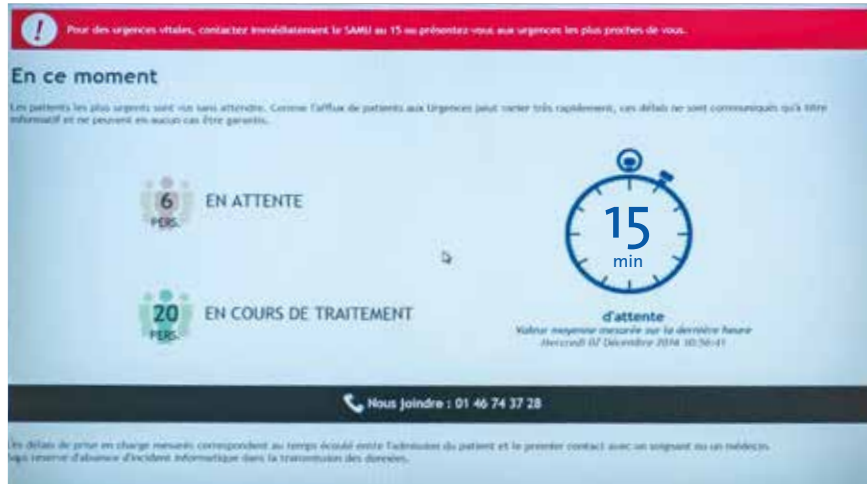 Pour des urgences vitales, contactez immédiatement le SAMU au 15 ou présentez-vous aux urgences les plus proches de vous.
En ce moment
Les patients les plus urgents sont vus sans attendre. Comme l'afflux de patients aux Urgences peut varier très rapidement, ces délais ne sont communiqués qu'à titre
informatif et ne peuvent en aucun cas être garantis.
6
PERS.
EN ATTENTE
15
min
20
PERS.
EN COURS DE TRAITEMENT
d'attente
Valeur moyenne mesurée sur la dernière heure
Mercredi 07 Décembre 2016 10:56:41
Nous joindre : 01 46 74 37 28
Les délais de prise en charge mesurés correspondent au temps écoulé entre l'admission du patient et le premier contact avec un soignant ou un médecin.
Sous reserve d'absence d'incident informatique dans la transmission des données.